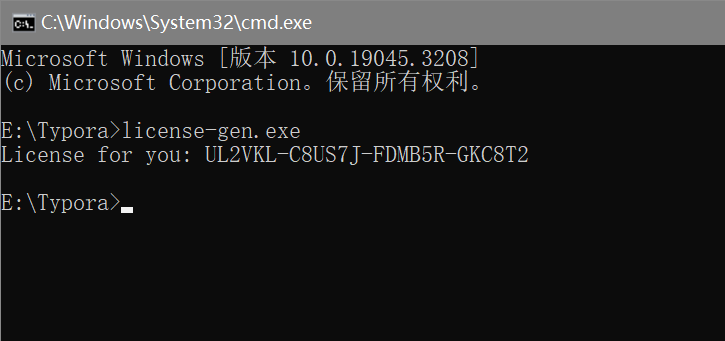 C:\Windows\System32\cmd.exe
Microsoft Windows [版本 10.0.19045.3208]
(c) Microsoft Corporation。保留所有权利。
E:\Typora>license-gen.exe
License for you: UL2VKL-C8US7J-FDMB5R-GKC8T2
E:\Typora>